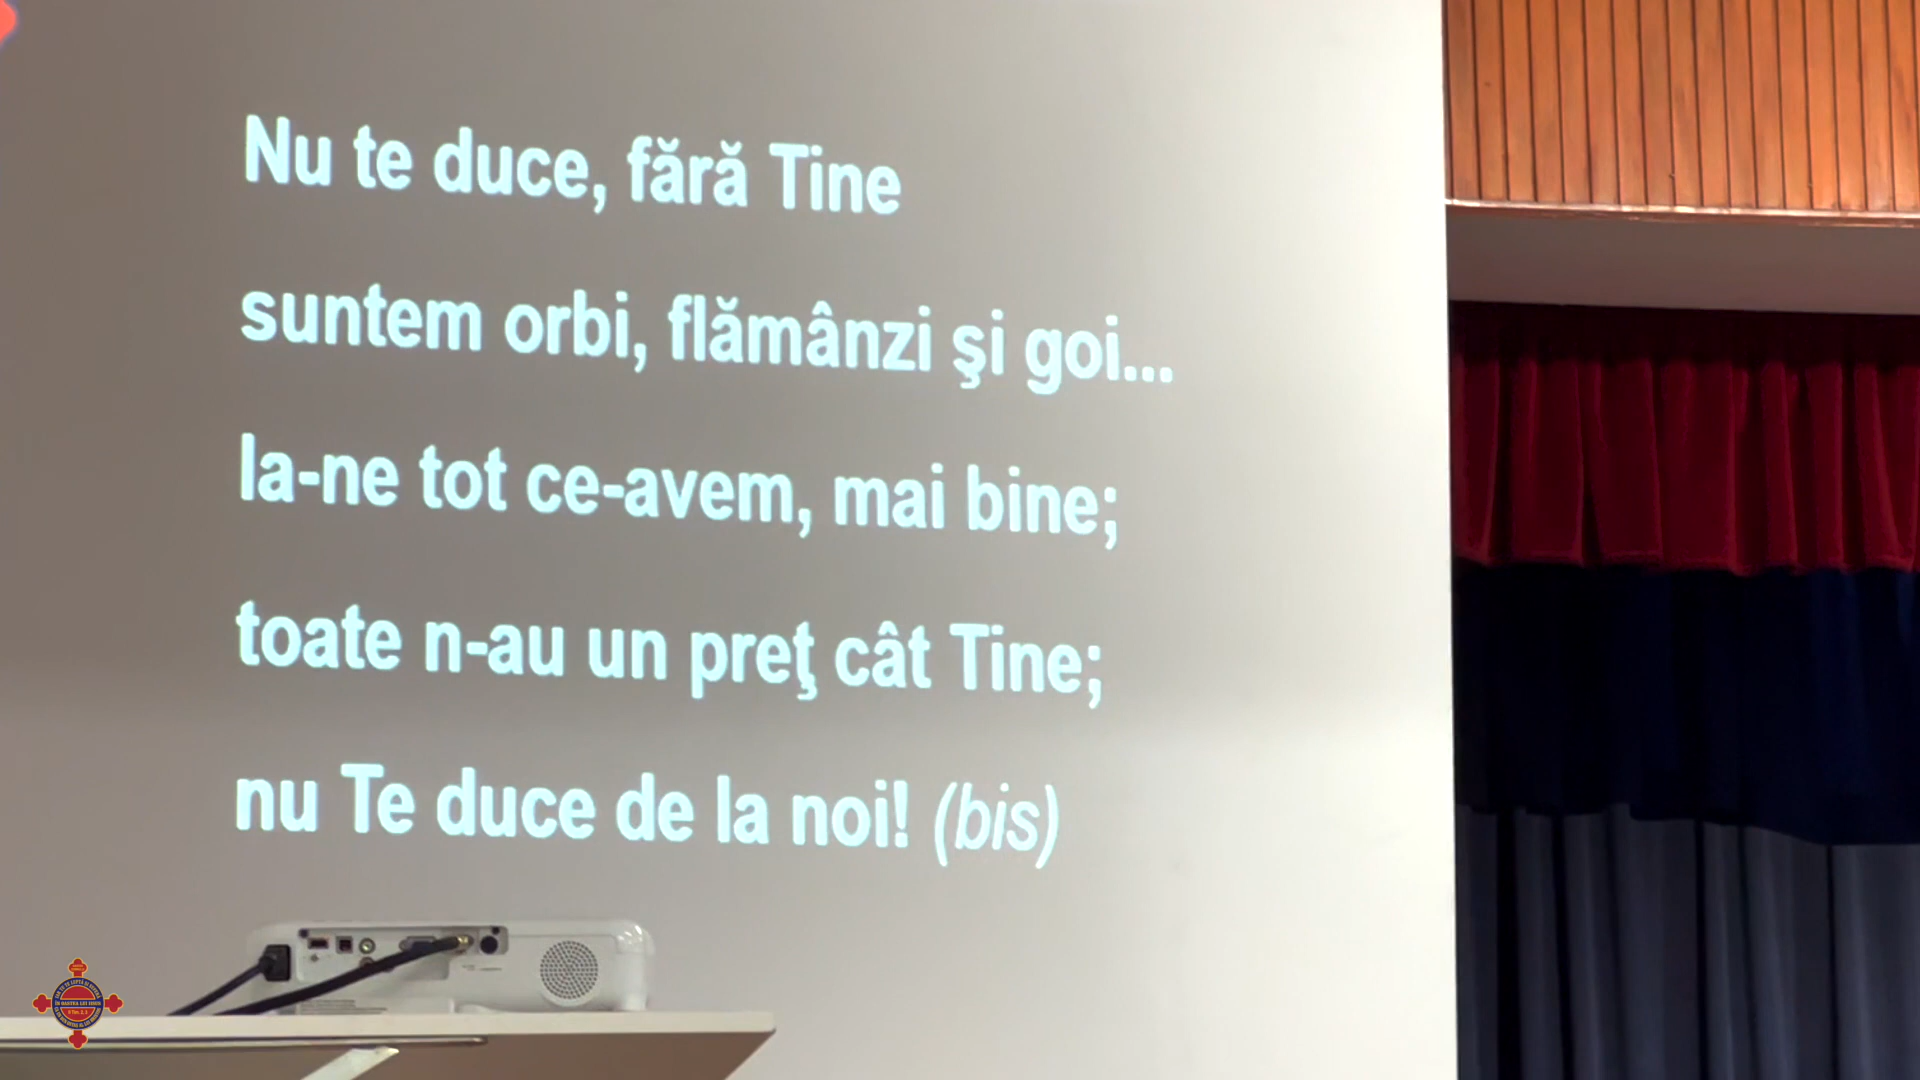 Nu te duce, fără Tine
suntem orbi, flămânzi şi goi...
Ia-ne tot ce-avem, mai bine;
toate n-au un preţ cât Tine;
nu Te duce de la noi! (bis)